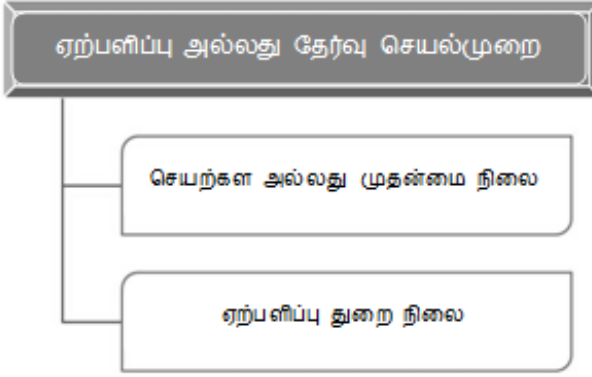 ஏற்பளிப்பு அல்லது தேர்வு செயல்முறை
செயற்கள அல்லது முதன்மை நிலை
ஏற்பளிப்பு துறை நிலை